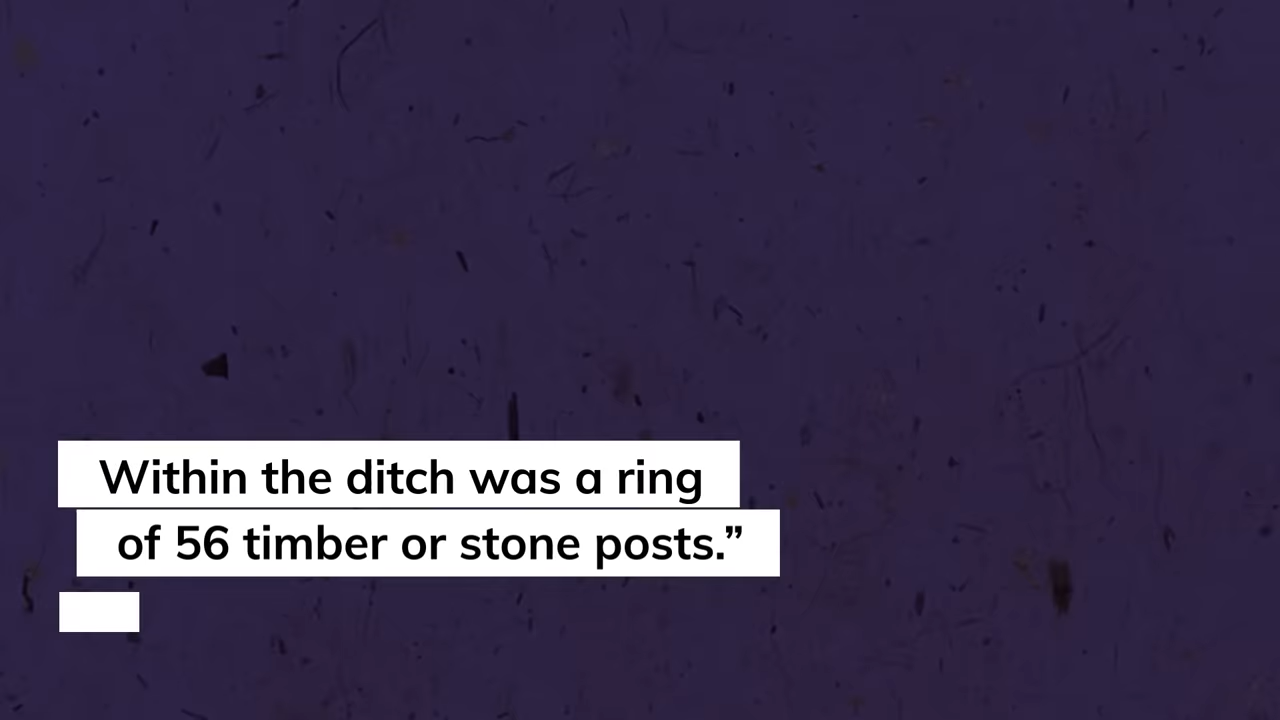 Within the ditch was a ring
of 56 timber or stone posts.”